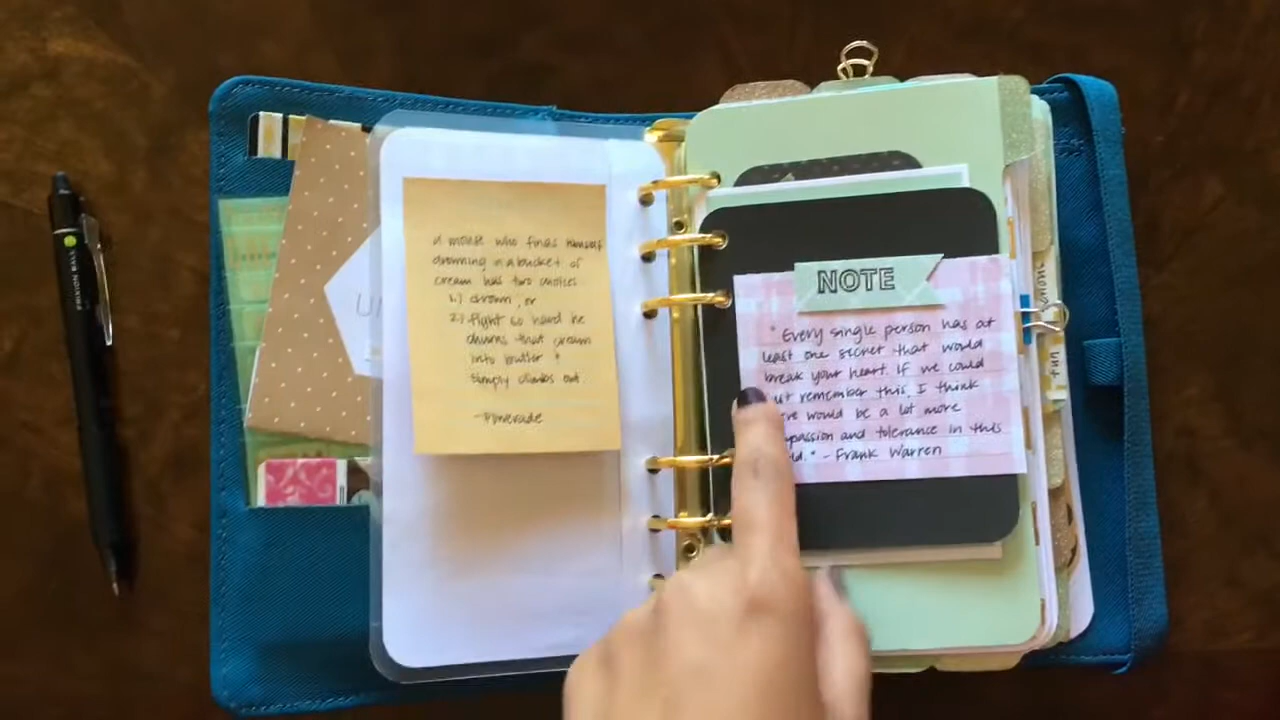 a mouse who finds himself
drowning in a bucket of
cream has two choices
1.) drown, or
2.) fight so hard he
churns that cream
into butter &
simply climbs out.
NOTE
"Every single person has at
least one secret that would
break your heart. If we could
remember this, I think
would be a lot more
and tolerance in this
" - Frank Warren
FRIXION BALL